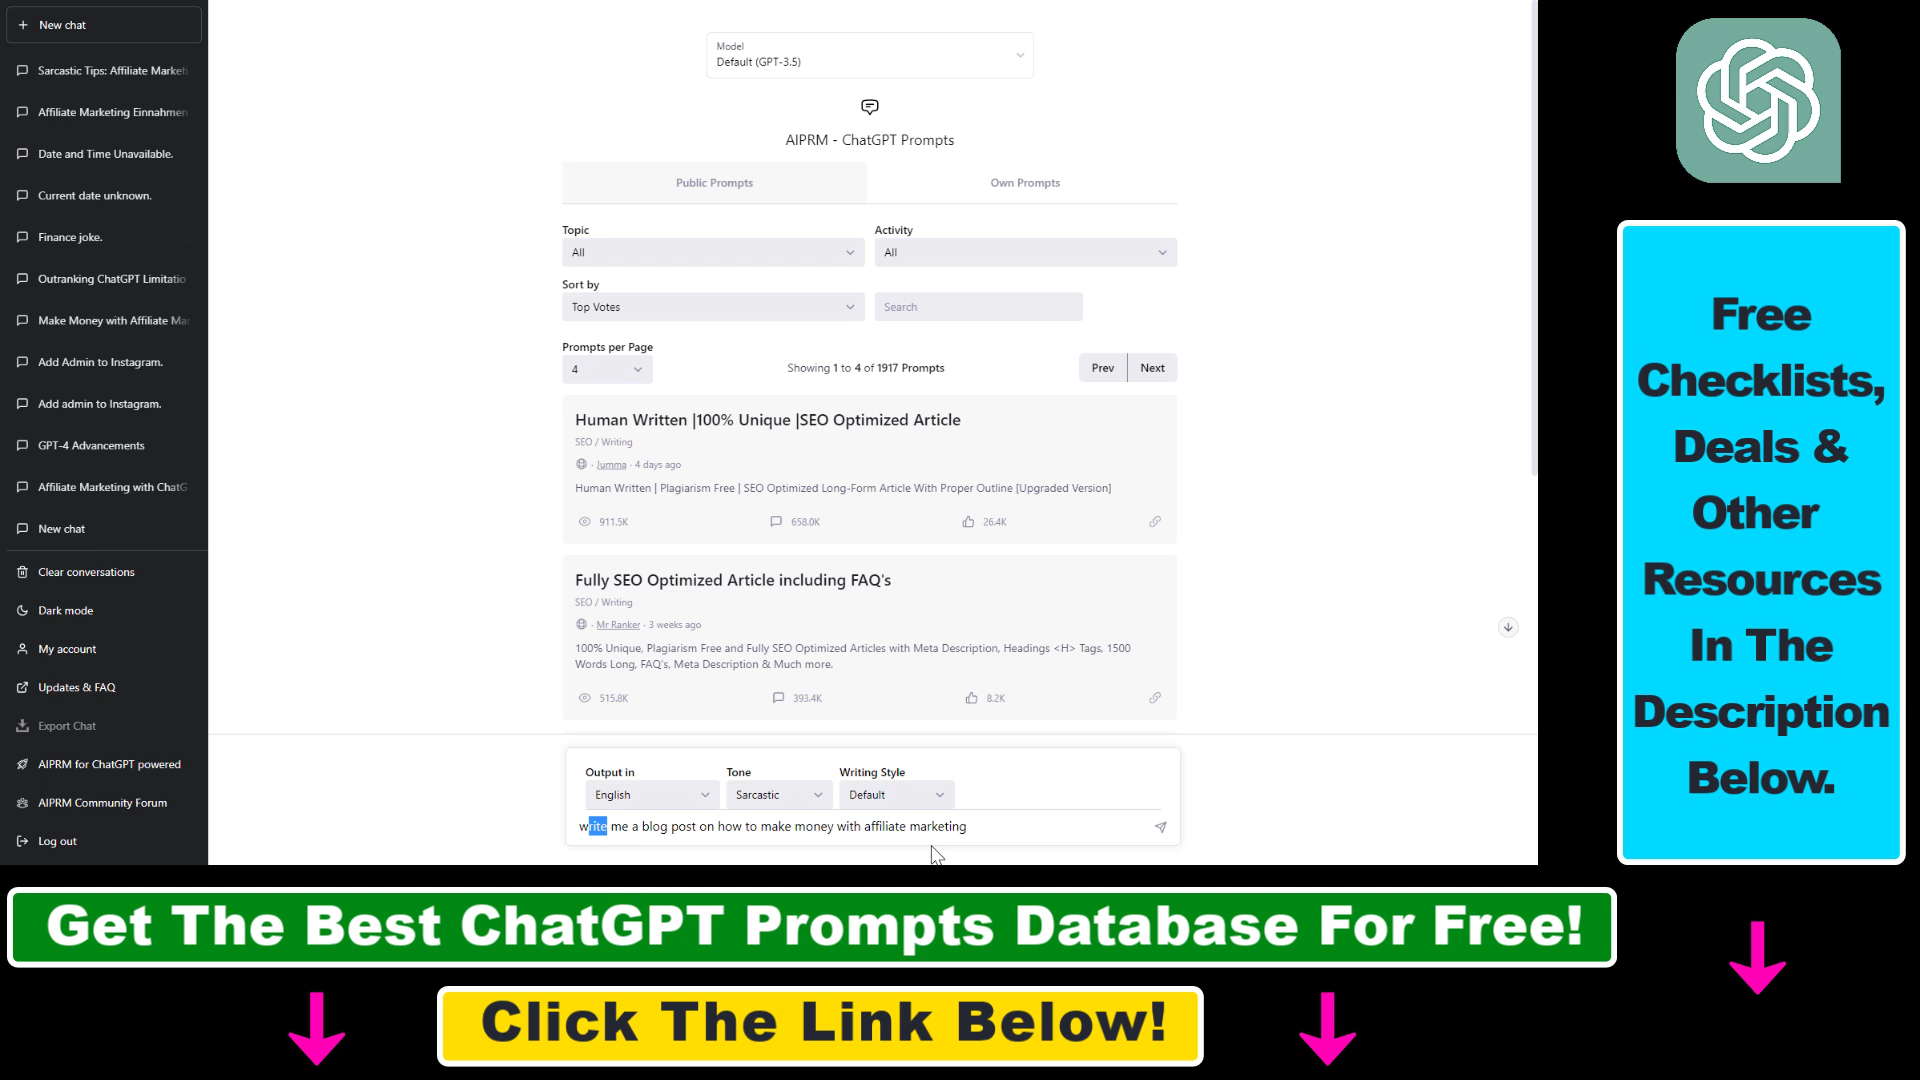 New chat
Sarcastic Tips: Affiliate Marketi
Affiliate Marketing Einnahmen
Date and Time Unavailable.
Current date unknown.
Finance joke.
Outranking ChatGPT Limitatio
Make Money with Affiliate Mar
Add Admin to Instagram.
Add admin to Instagram.
GPT-4 Advancements
Affiliate Marketing with ChatG
New chat
Clear conversations
Dark mode
My account
Updates & FAQ
Export Chat
AIPRM for ChatGPT powered
AIPRM Community Forum
Log out
Model
Default (GPT-3.5)
AIPRM - ChatGPT Prompts
Public Prompts
Own Prompts
Topic
Activity
All
All
Sort by
Top Votes
Search
Prompts per Page
4
Showing 1 to 4 of 1917 Prompts
Prev
Next
Human Written |100% Unique |SEO Optimized Article
SEO / Writing
· Jumma · 4 days ago
Human Written | Plagiarism Free | SEO Optimized Long-Form Article With Proper Outline [Upgraded Version]
911.5K
658.0K
26.4K
Fully SEO Optimized Article including FAQ's
SEO / Writing
· Mr Ranker · 3 weeks ago
100% Unique, Plagiarism Free and Fully SEO Optimized Articles with Meta Description, Headings <H> Tags, 1500
Words Long, FAQ's, Meta Description & Much more.
515.8K
393.4K
8.2K
Output in
Tone
Writing Style
English
Sarcastic
Default
write me a blog post on how to make money with affiliate marketing
Free
Checklists,
Deals &
Other
Resources
In The
Description
Below.
Get The Best ChatGPT Prompts Database For Free!
Click The Link Below!